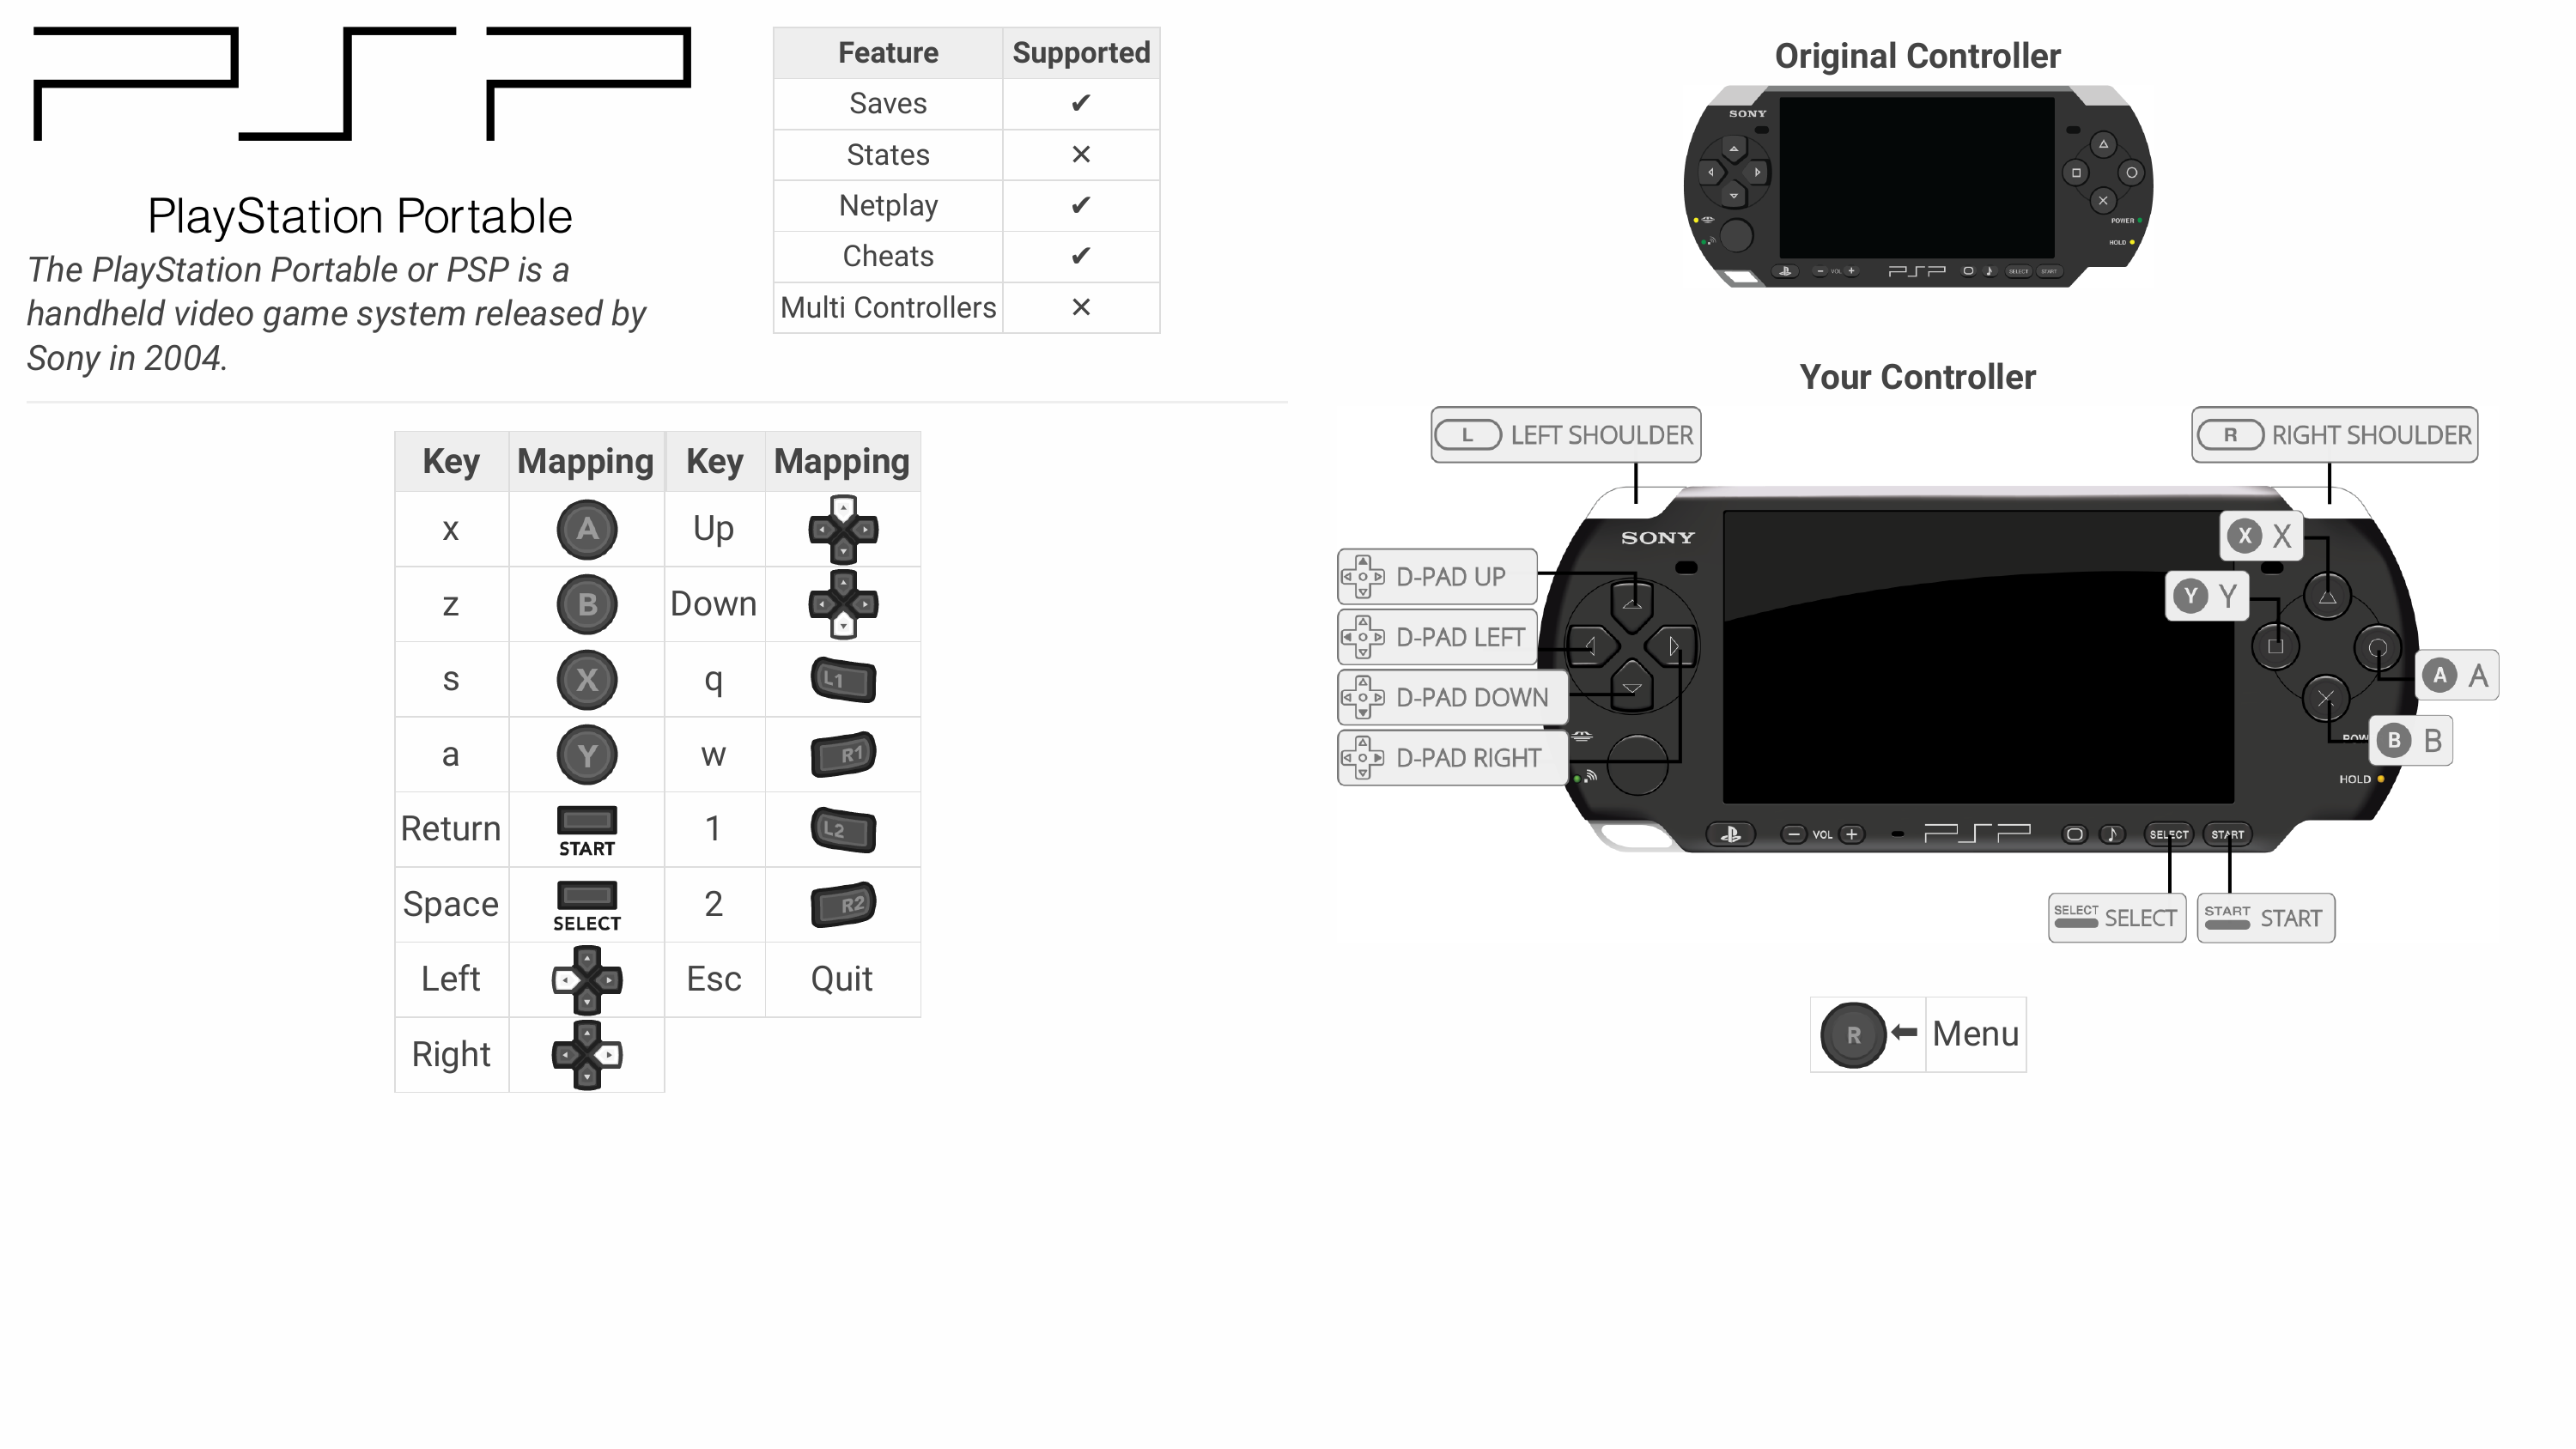 PSP
PlayStation Portable
The PlayStation Portable or PSP is a
handheld video game system released by
Sony in 2004.
Feature Supported
Saves ✔
States ✕
Netplay ✔
Cheats ✔
Multi Controllers ✕
Key Mapping Key Mapping
x A Up
z B Down
s X q L1
a Y w R1
Return START 1 L2
Space SELECT 2 R2
Left Esc Quit
Right
Original Controller
SONY
POWER
HOLD
VOL PSP SELECT START
Your Controller
L LEFT SHOULDER
R RIGHT SHOULDER
SONY
X X
D-PAD UP
Y Y
D-PAD LEFT
A A
D-PAD DOWN
B B
POW
D-PAD RIGHT
HOLD
VOL PSP SELECT START
SELECT SELECT
START START
R Menu